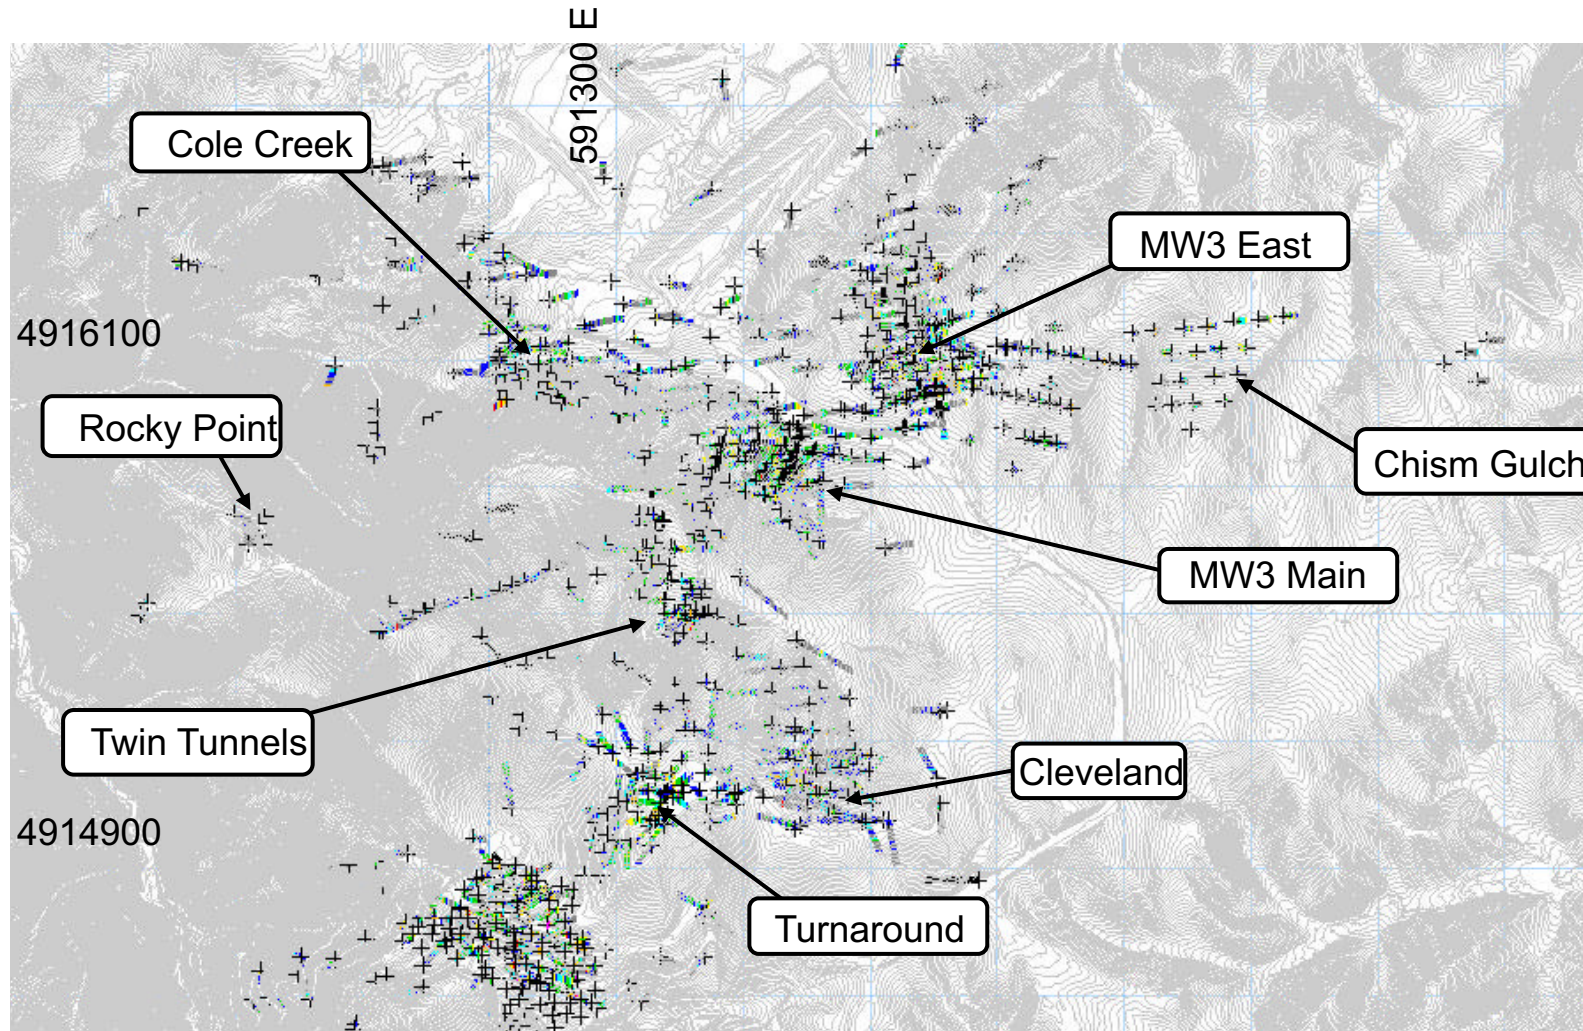 591300 E
Cole Creek
MW3 East
4916100
Rocky Point
Chism Gulch
MW3 Main
Twin Tunnels
Cleveland
4914900
Turnaround